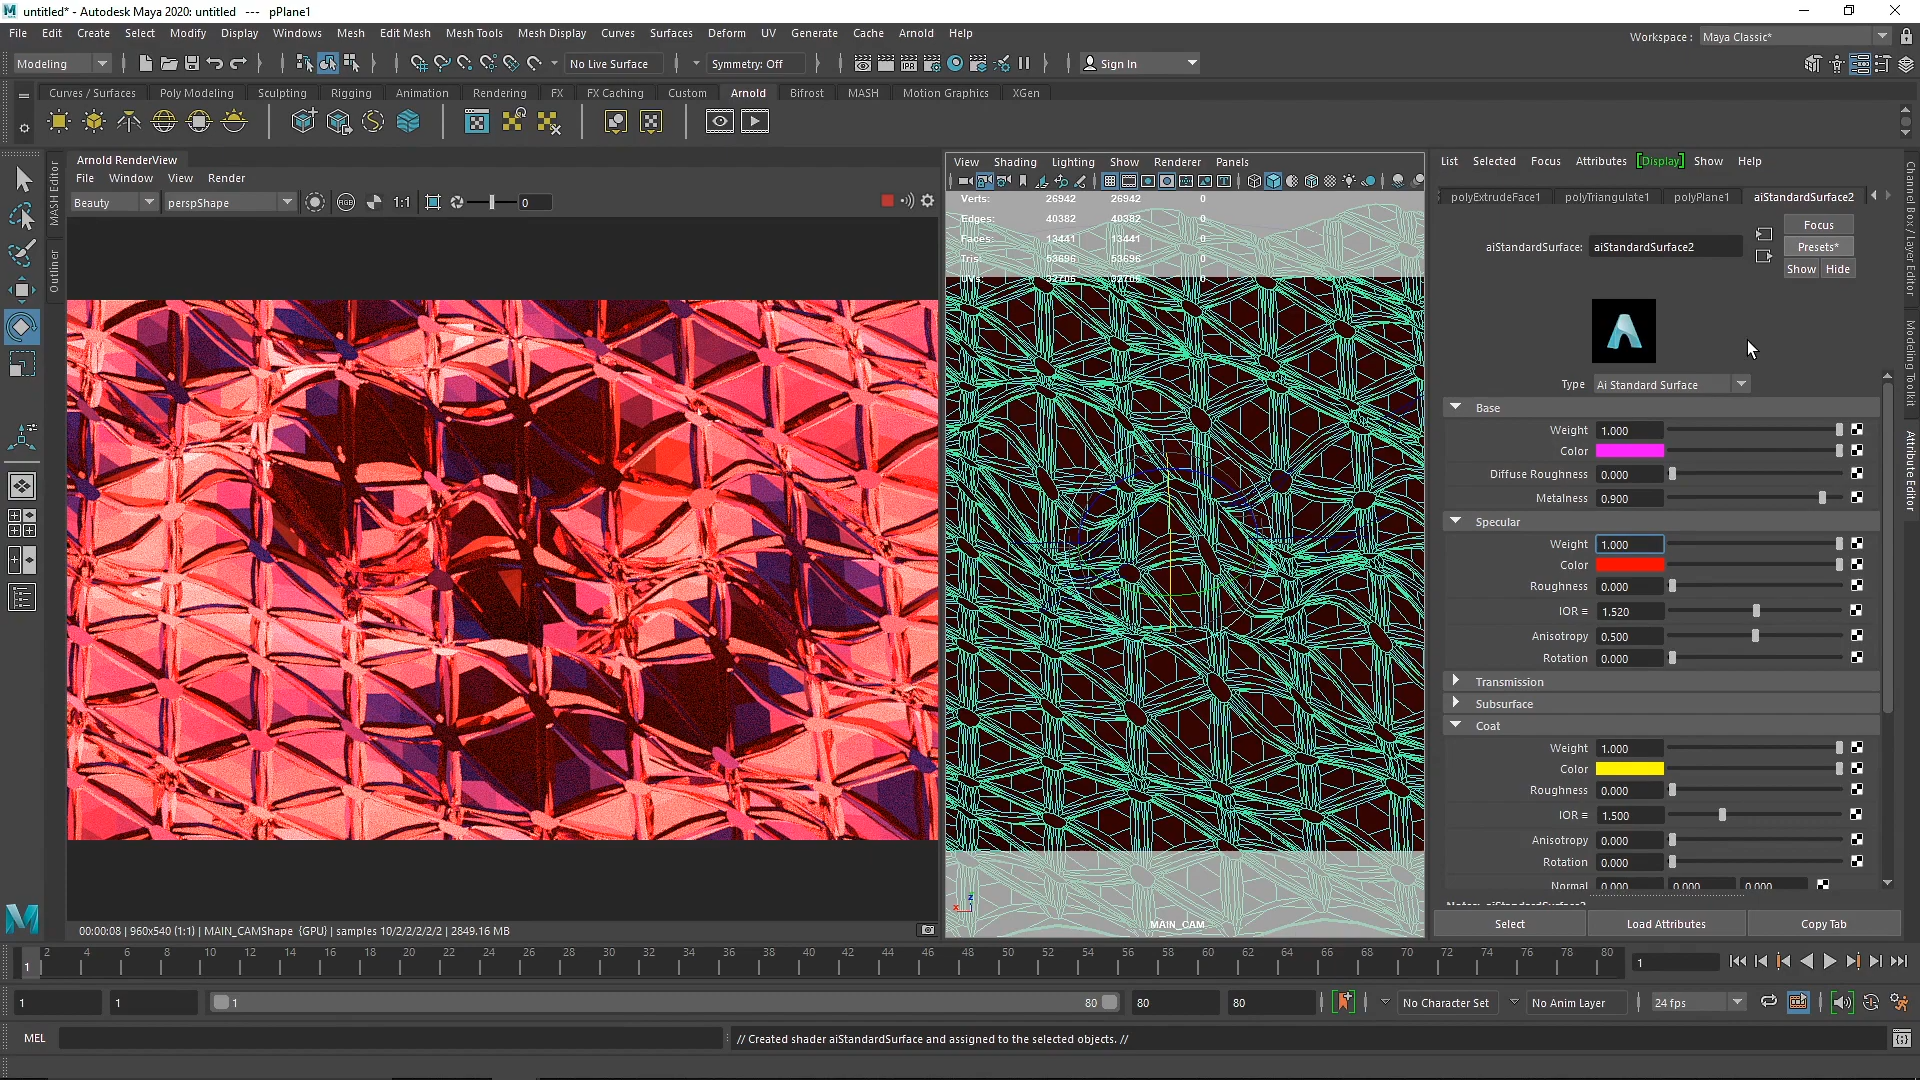 untitled* - Autodesk Maya 2020: untitled --- pPlane1
File Edit Create Select Modify Display Windows Mesh Edit Mesh Mesh Tools Mesh Display Curves Surfaces Deform UV Generate Cache Arnold Help
Workspace : Maya Classic*
Modeling No Live Surface Symmetry: Off Sign In
Curves / Surfaces Poly Modeling Sculpting Rigging Animation Rendering FX FX Caching Custom Arnold Bifrost MASH Motion Graphics XGen
MASH Editor
Outliner
Arnold RenderView
File Window View Render
Beauty perspShape 1:1 0
00:00:08 | 960x540 (1:1) | MAIN_CAMShape {GPU} | samples 10/2/2/2/2/2 | 2849.16 MB
View Shading Lighting Show Renderer Panels
Verts: 26942 26942 0
Edges: 40382 40382 0
Faces: 13441 13441 0
Tris: 53696 53696 0
MAIN_CAM
List Selected Focus Attributes [Display] Show Help
polyExtrudeFace1 polyTriangulate1 polyPlane1 aiStandardSurface2
aiStandardSurface: aiStandardSurface2
Focus
Presets*
Show Hide
Type Ai Standard Surface
Base
Weight 1.000
Color
Diffuse Roughness 0.000
Metalness 0.900
Specular
Weight 1.000
Color
Roughness 0.000
IOR = 1.520
Anisotropy 0.500
Rotation 0.000
Transmission
Subsurface
Coat
Weight 1.000
Color
Roughness 0.000
IOR = 1.500
Anisotropy 0.000
Rotation 0.000
Normal 0.000 0.000 0.000
Select Load Attributes Copy Tab
Channel Box / Layer Editor
Modeling Toolkit
Attribute Editor
1 2 4 6 8 10 12 14 16 18 20 22 24 26 28 30 32 34 36 38 40 42 44 46 48 50 52 54 56 58 60 62 64 66 68 70 72 74 76 78 80 1
1 1 1 80 80 80 No Character Set No Anim Layer 24 fps
MEL // Created shader aiStandardSurface and assigned to the selected objects. //